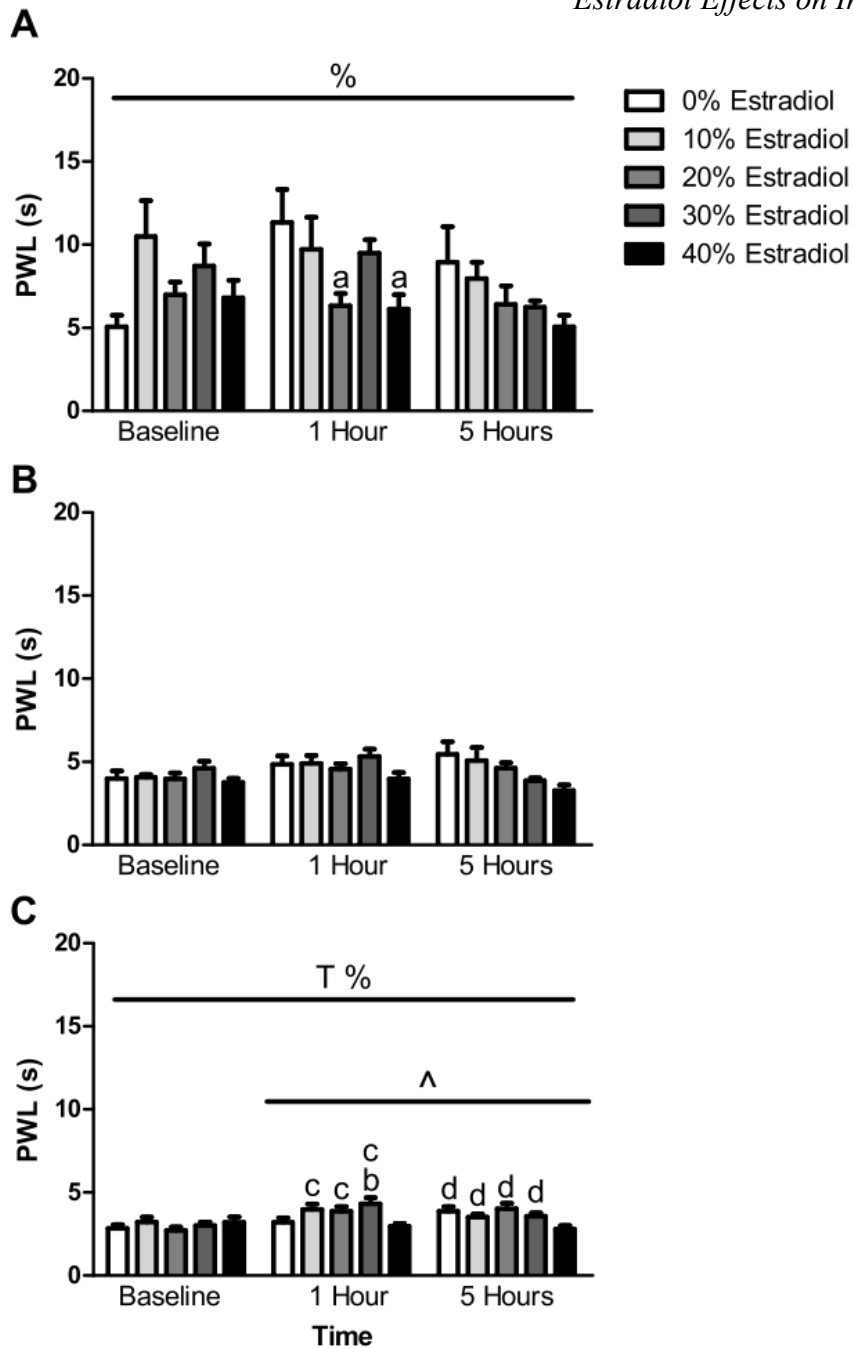 Estradiol Effects on
A
%
20
15
10
5
0
PWL (s)
a a
Baseline 1 Hour 5 Hours
0% Estradiol
10% Estradiol
20% Estradiol
30% Estradiol
40% Estradiol
B
20
15
10
5
0
PWL (s)
Baseline 1 Hour 5 Hours
C
T %
^
20
15
10
5
0
PWL (s)
c
c c b d d d d
Baseline 1 Hour 5 Hours
Time